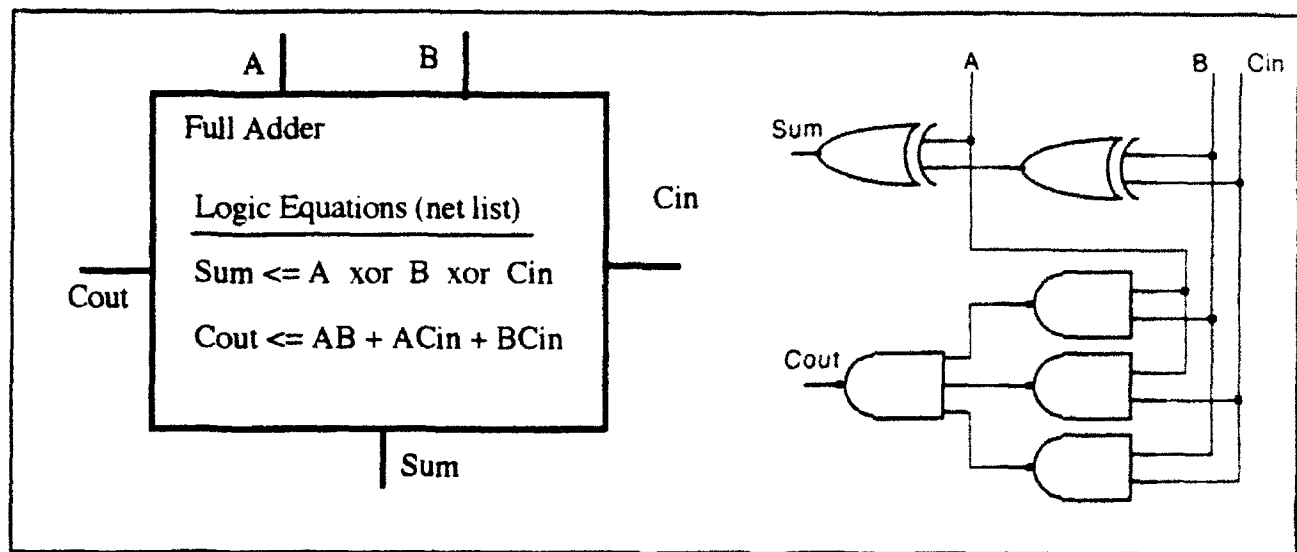 A
B
Full Adder
Logic Equations (net list)
Sum <= A xor B xor Cin
Cout <= AB + ACin + BCin
Cout
Cin
Sum
A
B
Cin
Sum
Cout